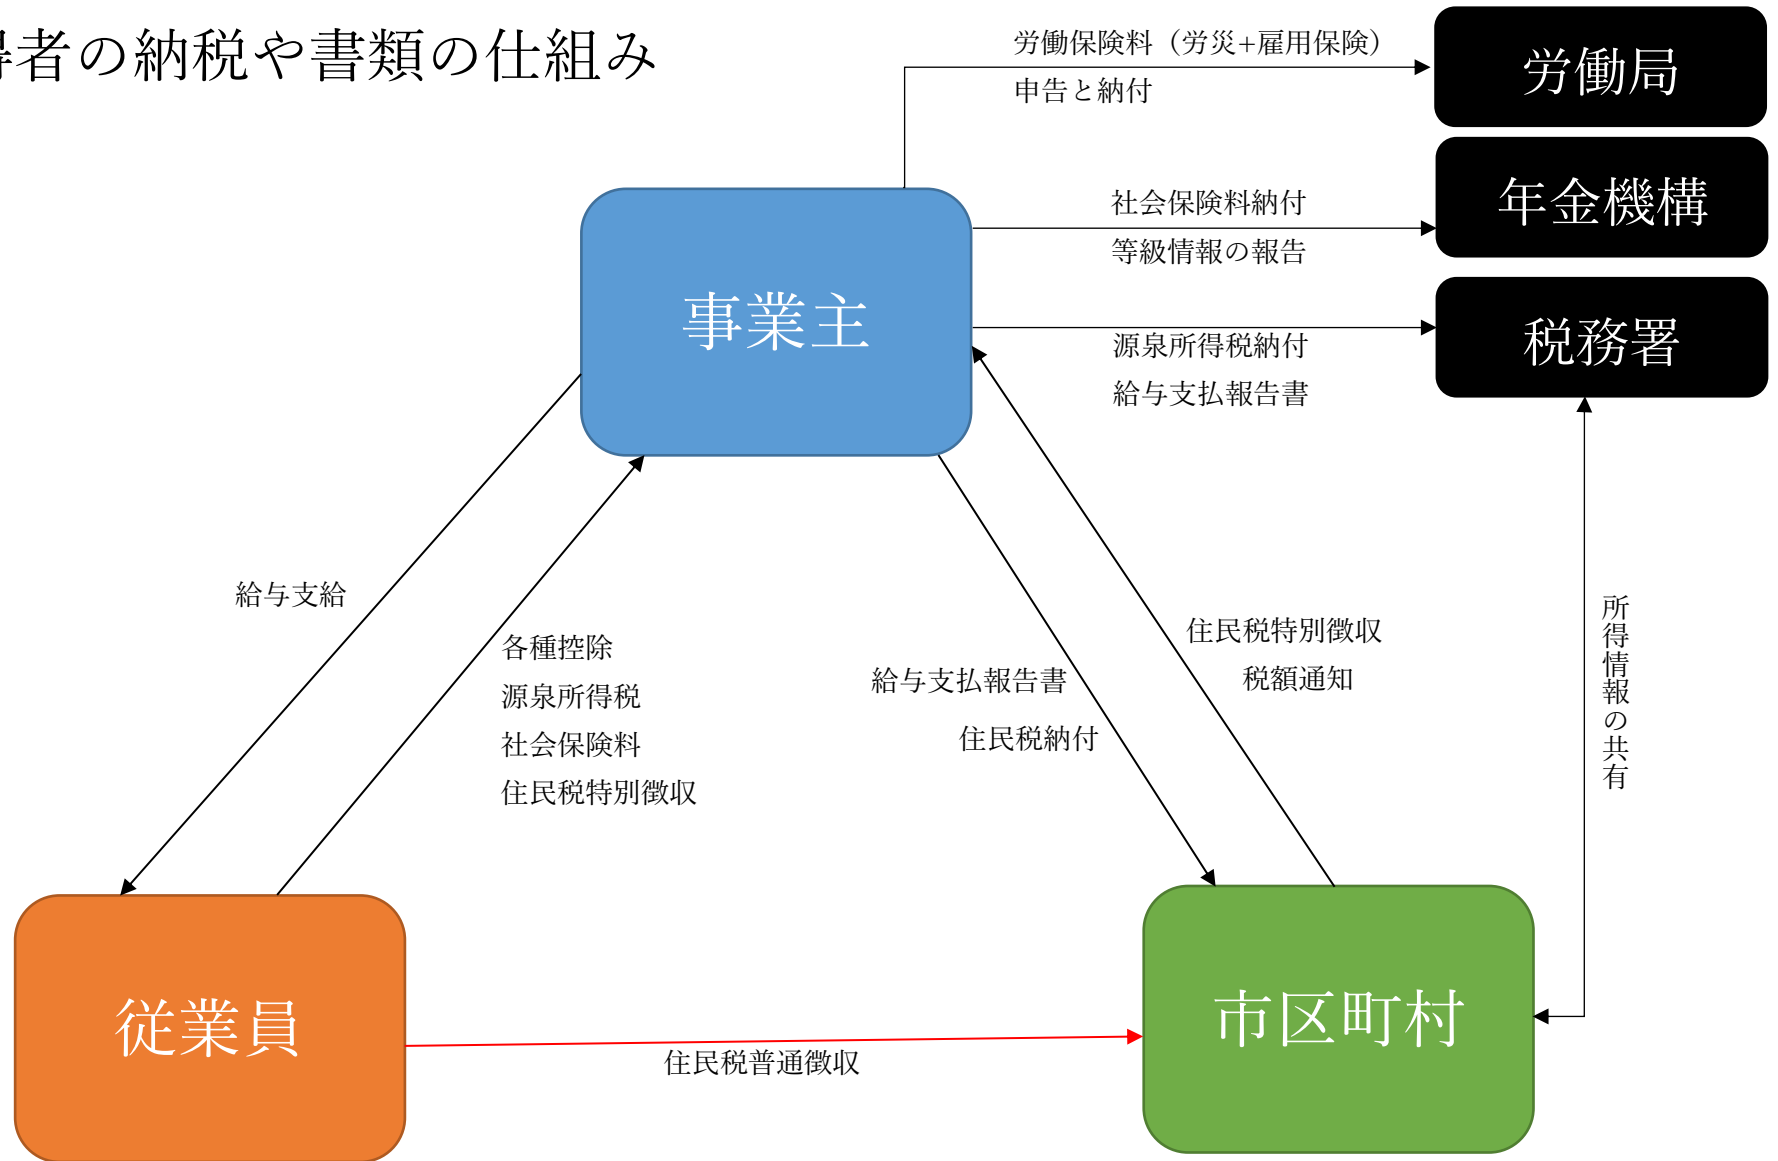 者の納税や書類の仕組み
労働保険料（労災+雇用保険）
申告と納付
労働局
社会保険料納付
等級情報の報告
年金機構
事業主
源泉所得税納付
給与支払報告書
税務署
給与支給
各種控除
源泉所得税
社会保険料
住民税特別徴収
給与支払報告書
住民税納付
住民税特別徴収
税額通知
所得情報の共有
従業員
住民税普通徴収
市区町村